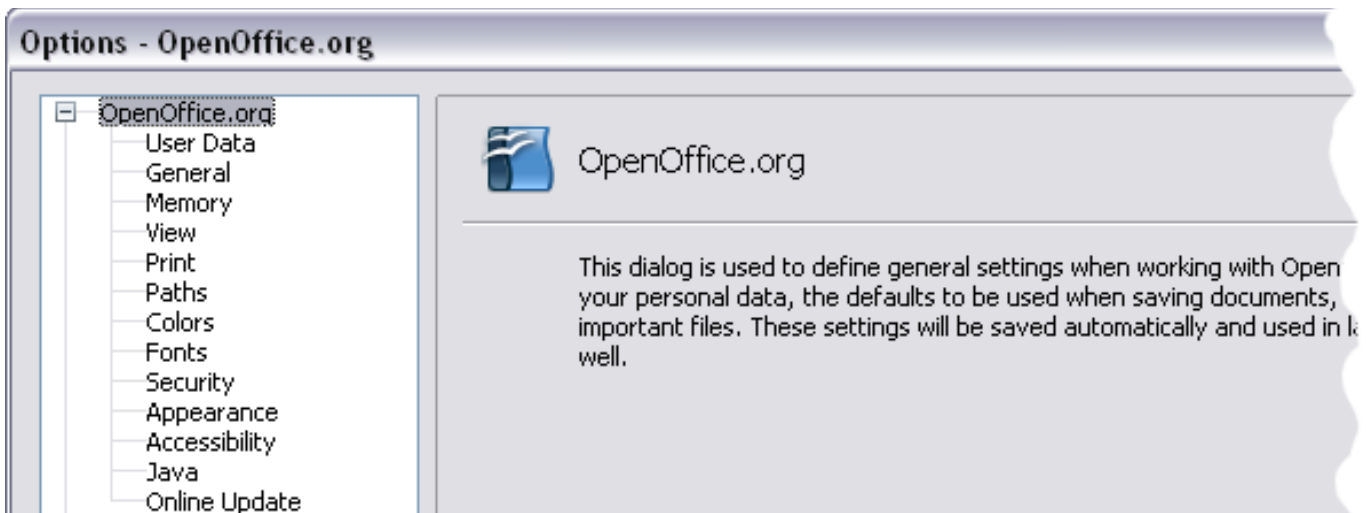 Options - OpenOffice.org
OpenOffice.org
User Data
General
Memory
View
Print
Paths
Colors
Fonts
Security
Appearance
Accessibility
Java
Online Update
OpenOffice.org
This dialog is used to define general settings when working with Open
your personal data, the defaults to be used when saving documents,
important files. These settings will be saved automatically and used in
well.